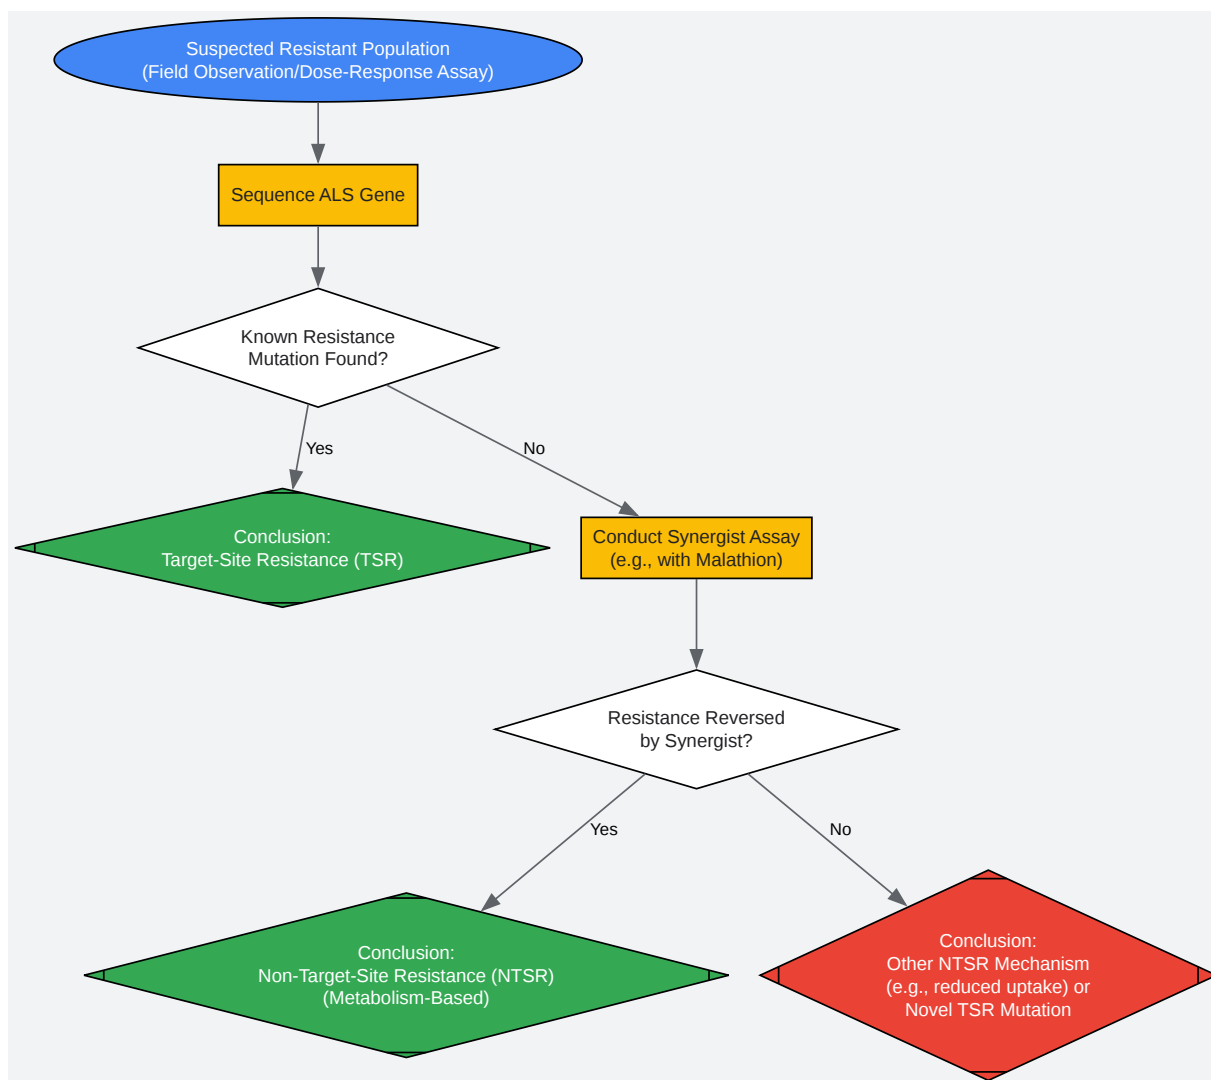 Suspected Resistant Population
(Field Observation/Dose-Response Assay)
Sequence ALS Gene
Known Resistance
Mutation Found?
Yes
No
Conclusion:
Target-Site Resistance (TSR)
Conduct Synergist Assay
(e.g., with Malathion)
Resistance Reversed
by Synergist?
Yes
No
Conclusion:
Non-Target-Site Resistance (NTSR)
(Metabolism-Based)
Conclusion:
Other NTSR Mechanism
(e.g., reduced uptake) or
Novel TSR Mutation